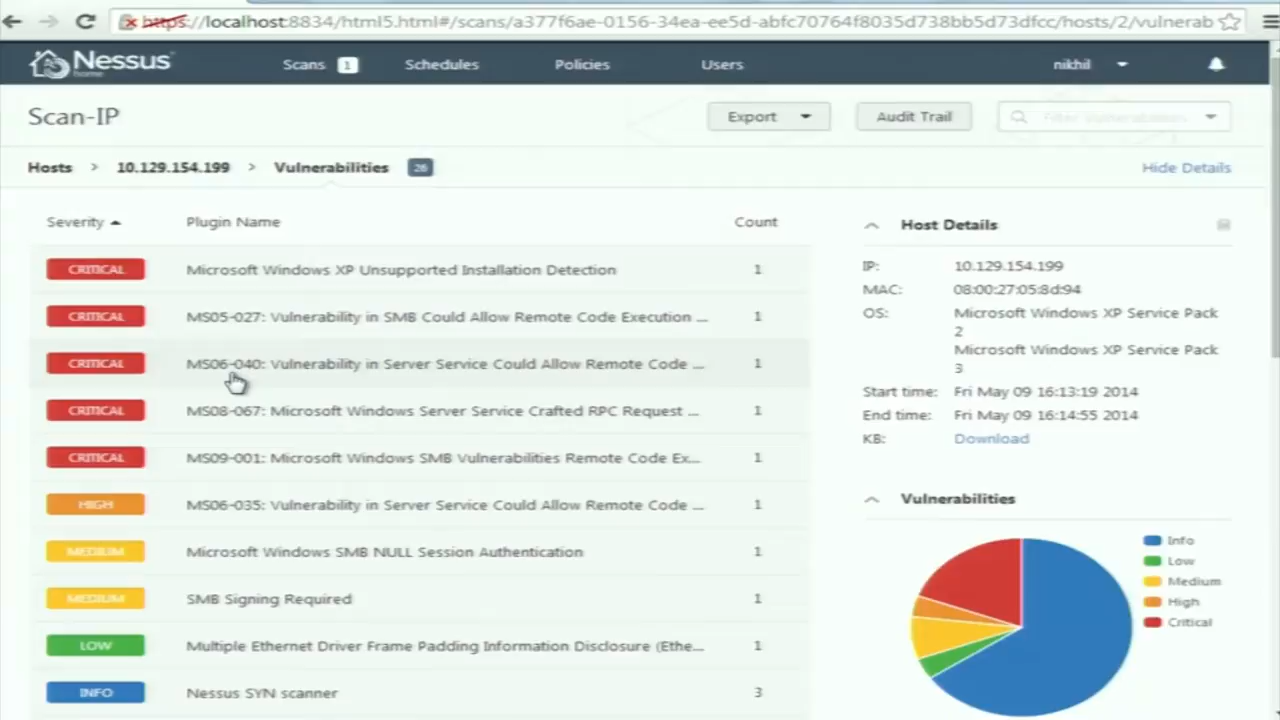 https://localhost:8834/html5.html#/scans/a377f6ae-0156-34ea-ee5d-abfc70764f8035d738bb5d73dfcc/hosts/2/vulnerab
Nessus
home
Scans 1 Schedules Policies Users nikhil
Scan-IP
Export Audit Trail Filter Vulnerabilities
Hosts > 10.129.154.199 > Vulnerabilities 26
Hide Details
Severity Plugin Name Count
CRITICAL Microsoft Windows XP Unsupported Installation Detection 1
CRITICAL MS05-027: Vulnerability in SMB Could Allow Remote Code Execution ... 1
CRITICAL MS06-040: Vulnerability in Server Service Could Allow Remote Code ... 1
CRITICAL MS08-067: Microsoft Windows Server Service Crafted RPC Request ... 1
CRITICAL MS09-001: Microsoft Windows SMB Vulnerabilities Remote Code Ex... 1
HIGH MS06-035: Vulnerability in Server Service Could Allow Remote Code ... 1
MEDIUM Microsoft Windows SMB NULL Session Authentication 1
MEDIUM SMB Signing Required 1
LOW Multiple Ethernet Driver Frame Padding Information Disclosure (Ethe... 1
INFO Nessus SYN scanner 3
Host Details
IP: 10.129.154.199
MAC: 08:00:27:05:8d:94
OS: Microsoft Windows XP Service Pack
2
Microsoft Windows XP Service Pack
3
Start time: Fri May 09 16:13:19 2014
End time: Fri May 09 16:14:55 2014
KB: Download
Vulnerabilities
Info
Low
Medium
High
Critical